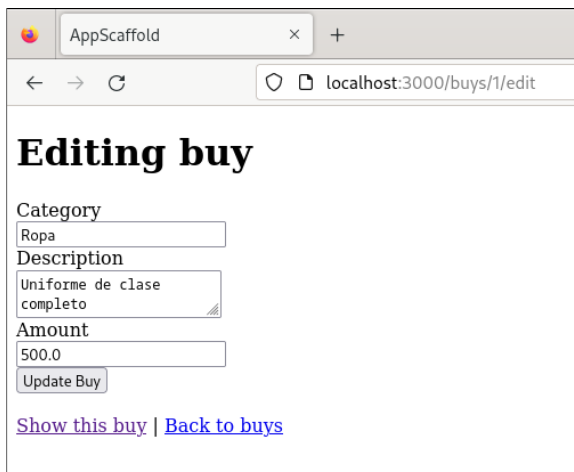 AppScaffold
localhost:3000/buys/1/edit
Editing buy
Category
Ropa
Description
Uniforme de clase
completo
Amount
500.0
Update Buy
Show this buy | Back to buys